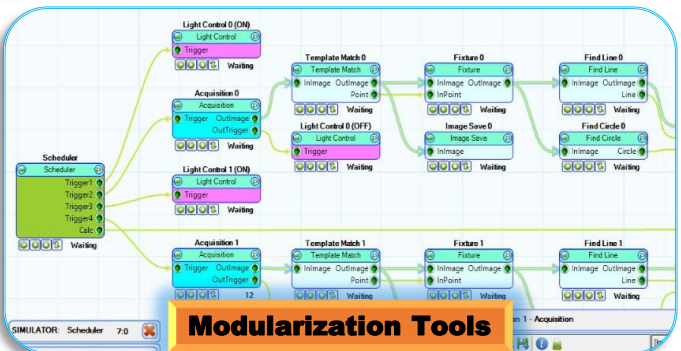 Light Control 0 (ON)
Light Control
Trigger
Waiting
Template Match 0
Template Match
InImage OutImage
Point
Waiting
Fixture 0
Fixture
InImage OutImage
InPoint
Waiting
Find Line 0
Find Line
InImage OutImage
Line
Waiting
Acquisition 0
Acquisition
Trigger OutImage
OutTrigger
Waiting
Light Control 0 (OFF)
Light Control
Trigger
Waiting
Image Save 0
Image Save
InImage
Waiting
Find Circle 0
Find Circle
InImage Circle
Waiting
Scheduler
Scheduler
Trigger1
Trigger2
Trigger3
Trigger4
Calc
Waiting
Light Control 1 (ON)
Light Control
Trigger
Waiting
Acquisition 1
Acquisition
Trigger OutImage
OutTrigger
12
Template Match 1
Template Match
InImage OutImage
Point
Waiting
Fixture 1
Fixture
InImage OutImage
InPoint
Waiting
Find Line 1
Find Line
InImage OutImage
Line
Waiting
SIMULATOR: Scheduler 7:0
Modularization Tools
on 1 - Acquisition